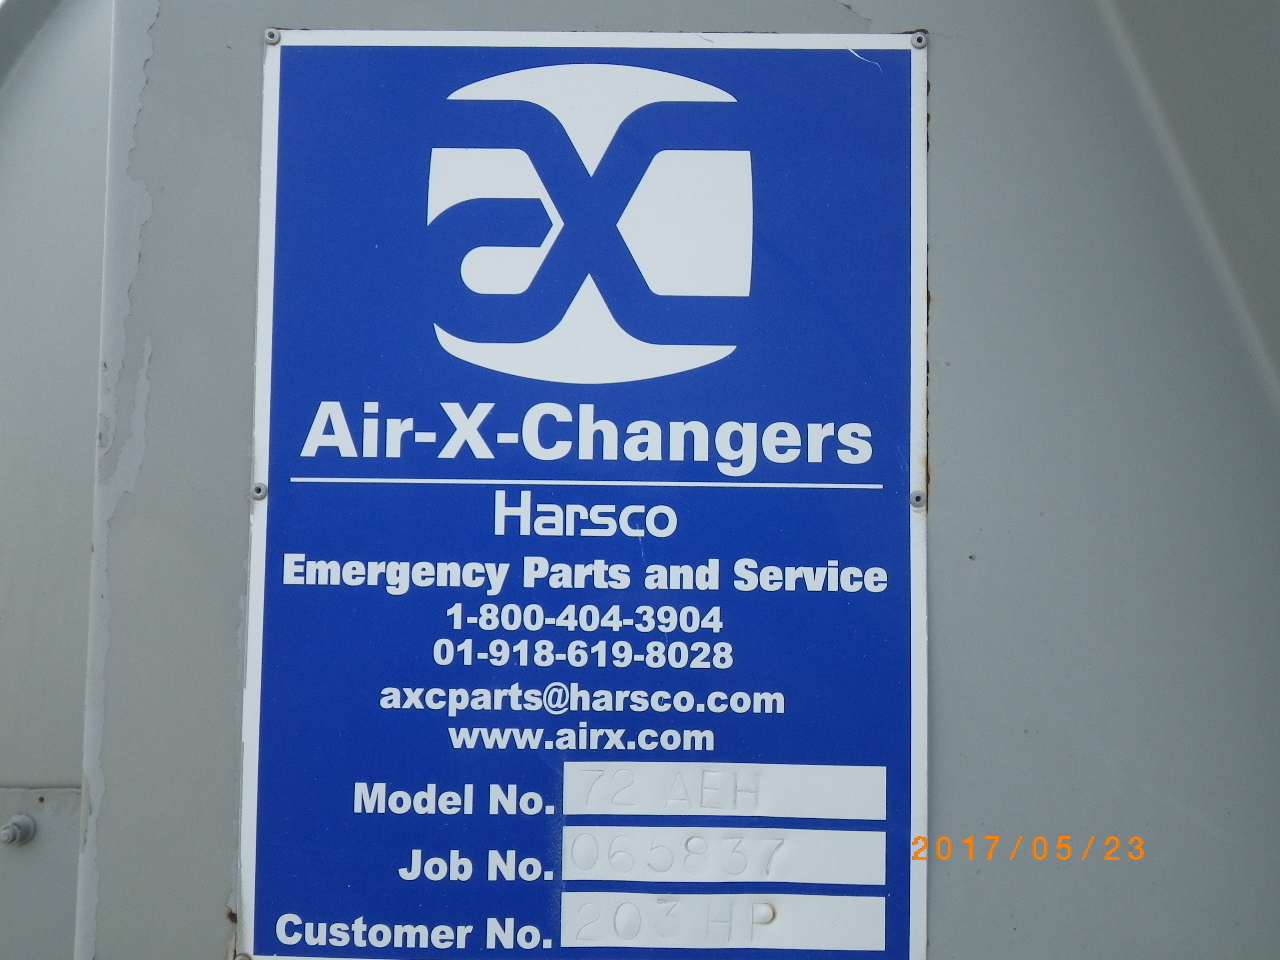 aX
Air-X-Changers
Harsco
Emergency Parts and Service
1-800-404-3904
01-918-619-8028
axcparts@harsco.com
www.airx.com
Model No. 72 AEH
Job No. 065837
Customer No. 203 HP
2017/05/23